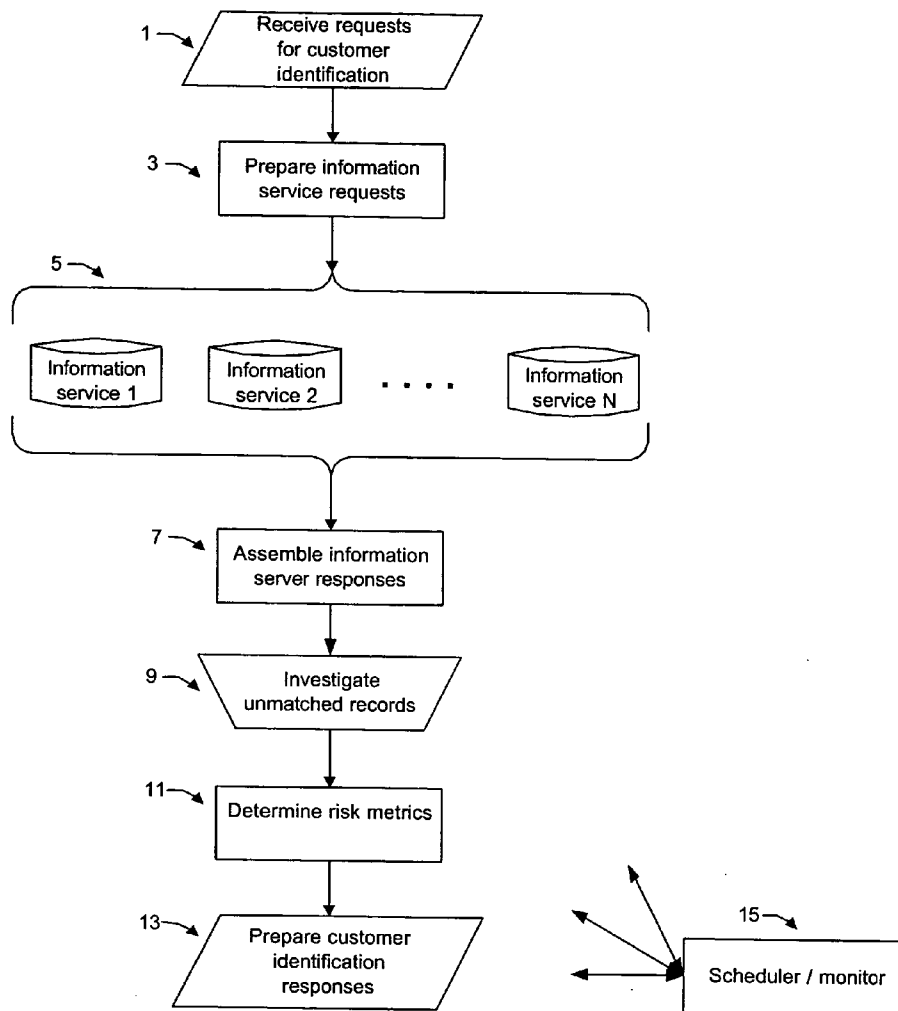 1
Receive requests
for customer
identification
3
Prepare information
service requests
5
Information
service 1
Information
service 2
. . . .
Information
service N
7
Assemble information
server responses
9
Investigate
unmatched records
11
Determine risk metrics
13
Prepare customer
identification
responses
15
Scheduler / monitor